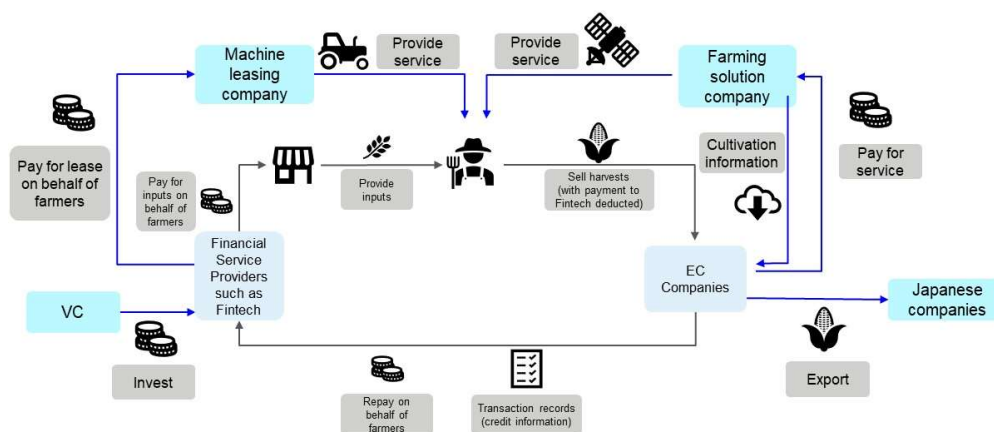 Machine
leasing
company
Provide
service
Provide
service
Farming
solution
company
Pay for lease
on behalf of
farmers
Pay for
inputs on
behalf of
farmers
Provide
inputs
Sell harvests
(with payment to
Fintech deducted)
Cultivation
information
Pay for
service
Financial
Service
Providers
such as
Fintech
EC
Companies
VC
Japanese
companies
Invest
Export
Repay on
behalf of
farmers
Transaction records
(credit information)